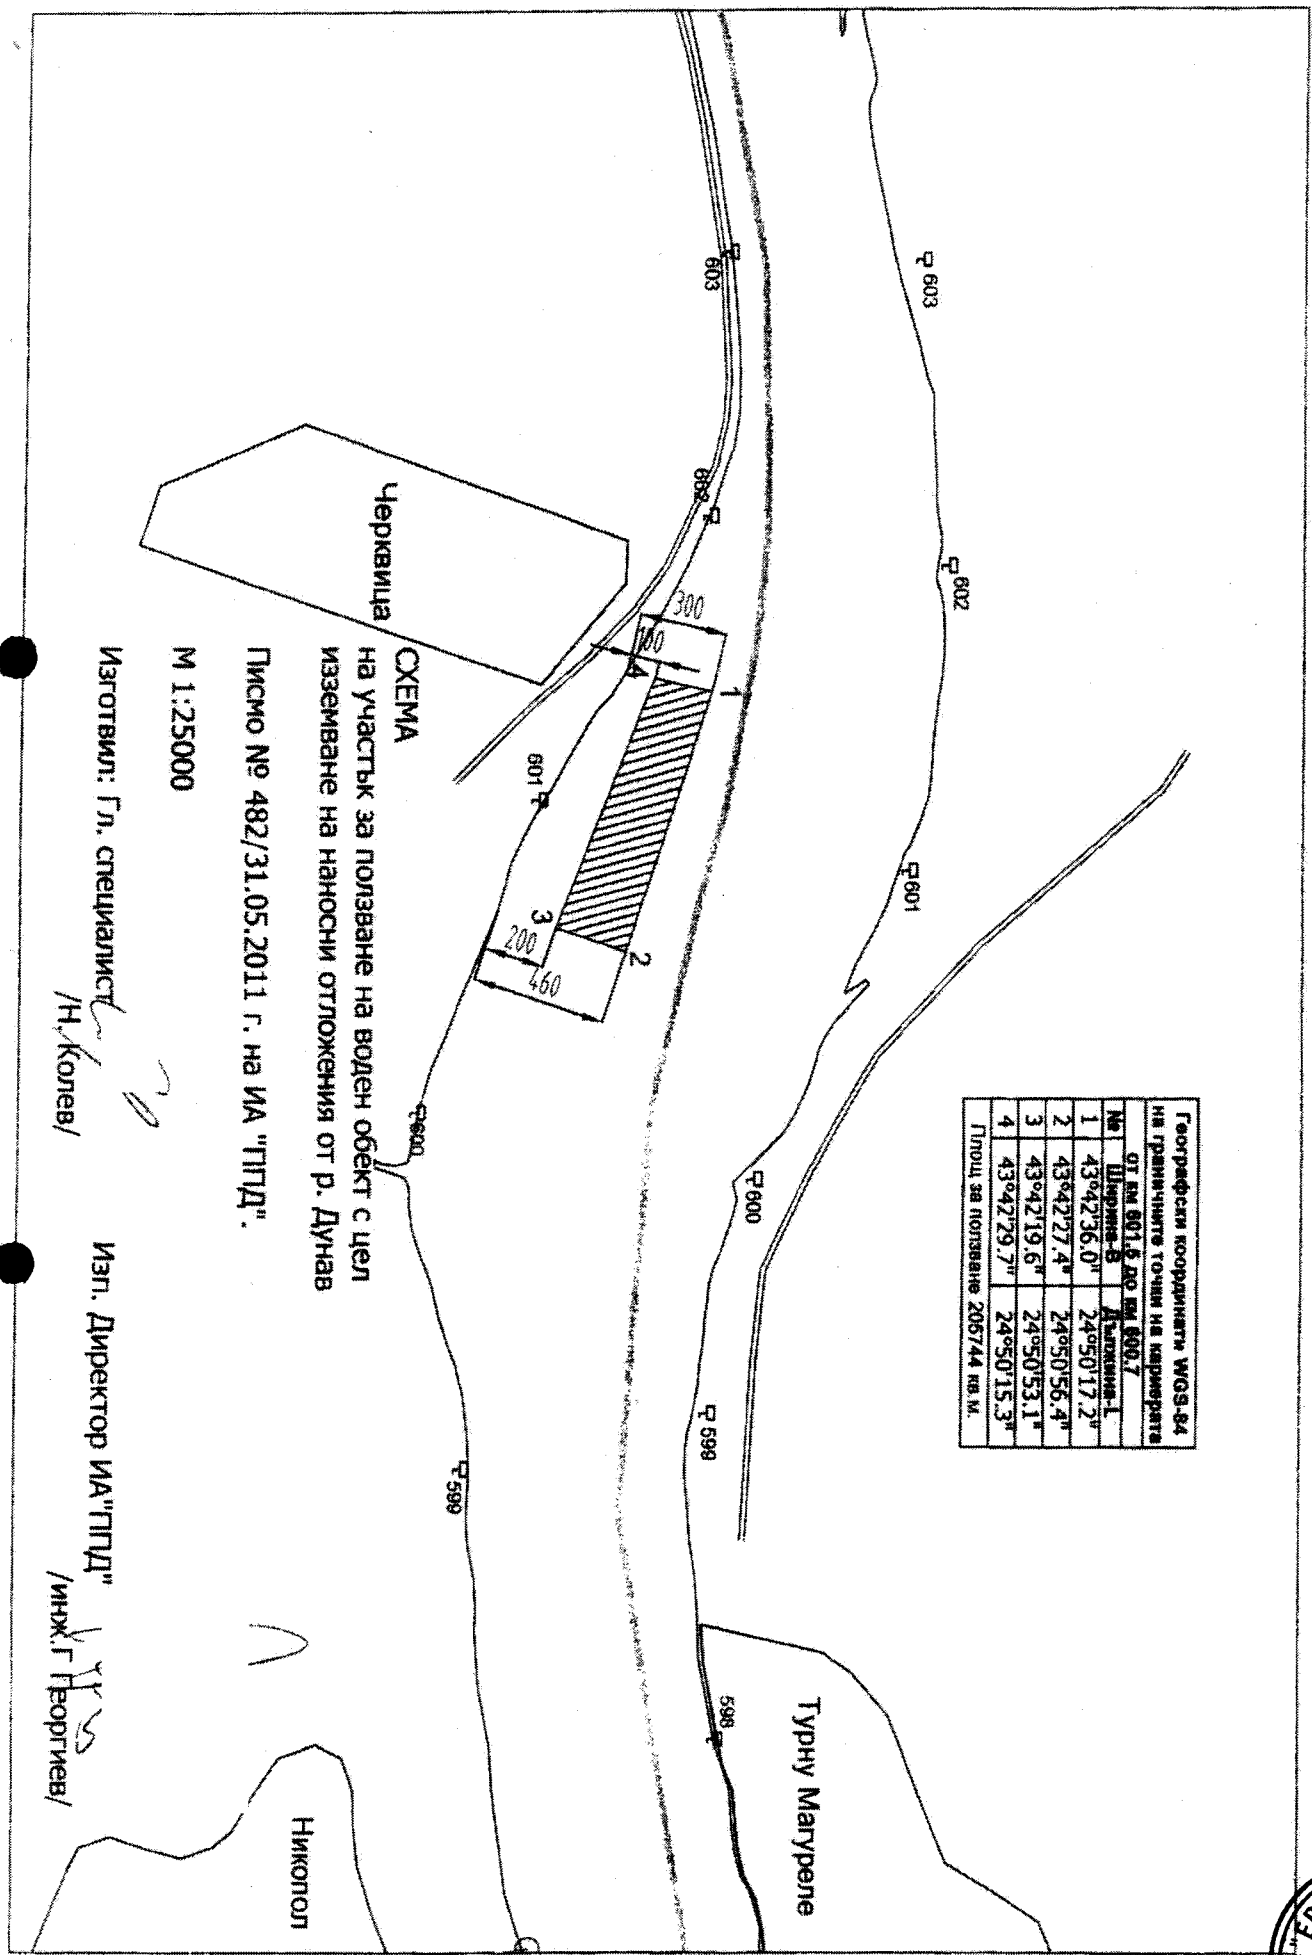 Географски координати WGS-84
на граничните точки на кариерата
от км 601.6 до км 600.7
№ Ширина-B Дължина-L
1 43°42'36.0" 24°50'17.2"
2 43°42'27.4" 24°50'56.4"
3 43°42'19.6" 24°50'53.1"
4 43°42'29.7" 24°50'15.3"
Площ за ползване 206744 кв.м.
603
602
601
600
599
598
Турну Магуреле
603
602
601
600
599
300
100
1
4
2
3
200
460
Черквица
Никопол
СХЕМА
на участък за ползване на воден обект с цел
изземване на наносни отложения от р. Дунав
Писмо № 482/31.05.2011 г. на ИА "ППД".
М 1:25000
Изготвил: Гл. специалист
/Н. Колев/
Изп. Директор ИА"ППД"
/инж.Г Георгиев/